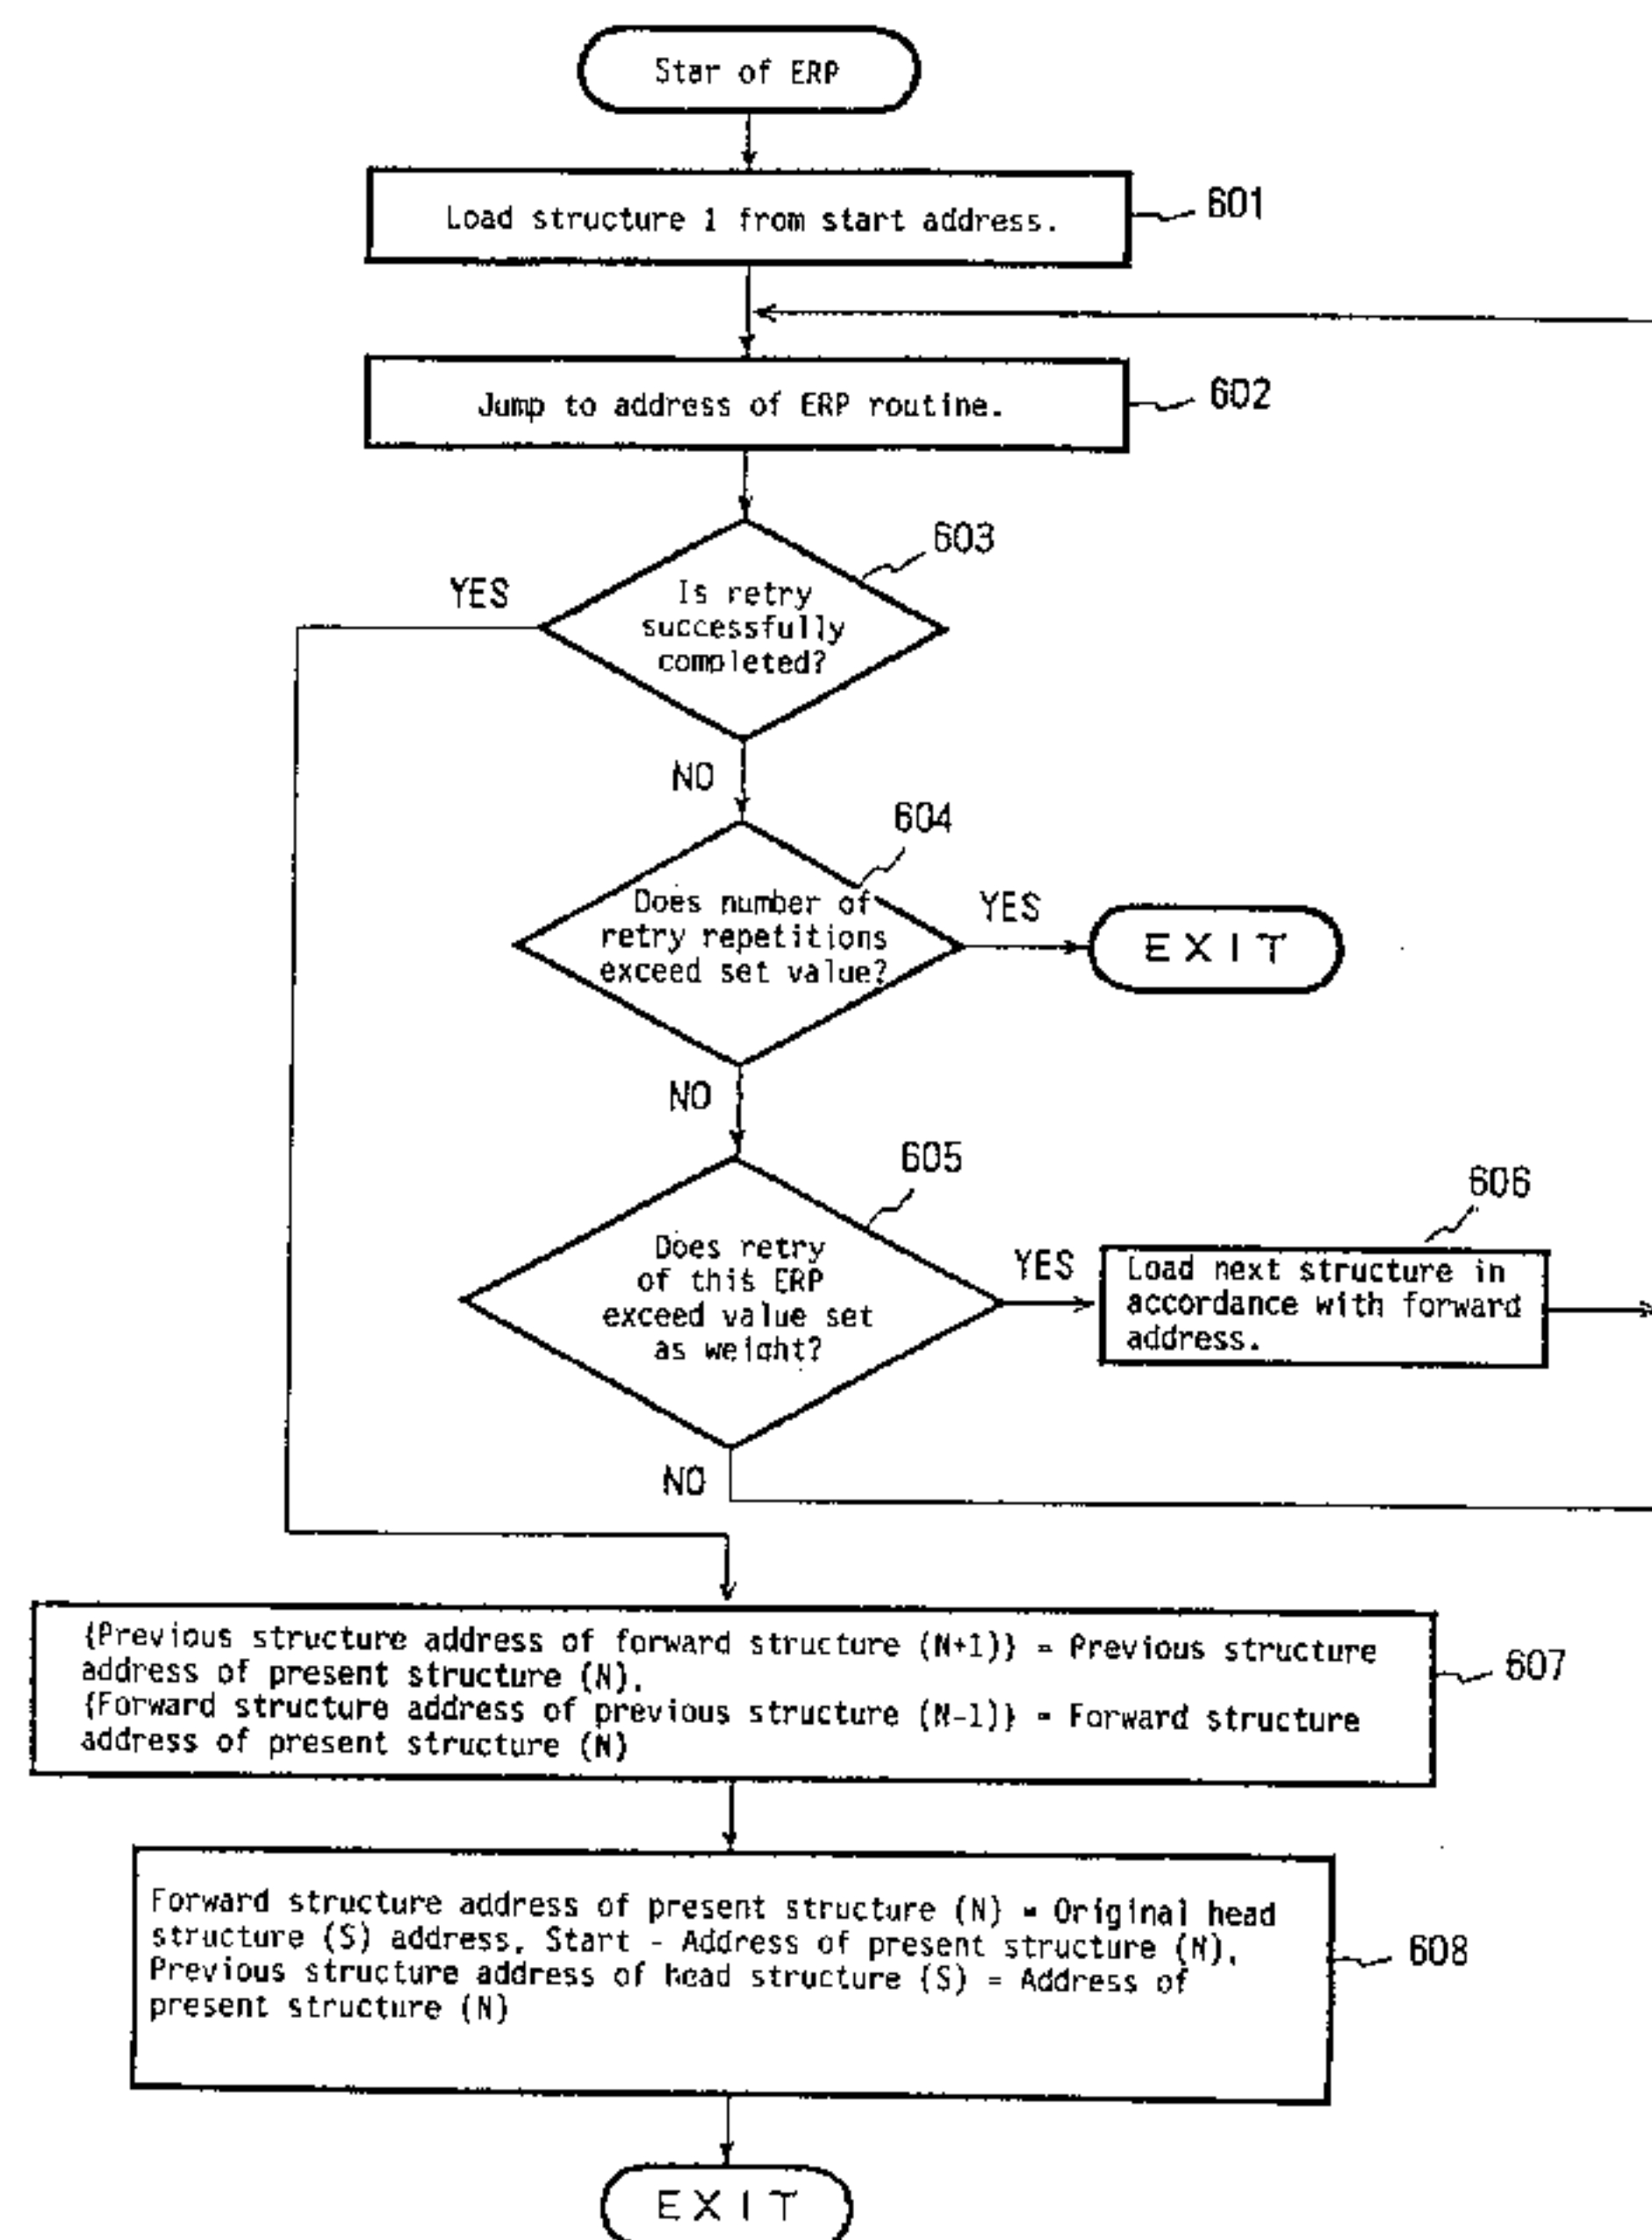 Star of ERP
Load structure 1 from start address.
601
Jump to address of ERP routine.
602
603
YES
Is retry
successfully
completed?
NO
604
Does number of
retry repetitions
exceed set value?
YES
EXIT
NO
605
606
Does retry
of this ERP
exceed value set
as weight?
YES
Load next structure in
accordance with forward
address.
NO
{Previous structure address of forward structure (N+1)} = Previous structure
address of present structure (N).
{Forward structure address of previous structure (N-1)} = Forward structure
address of present structure (N)
607
Forward structure address of present structure (N) = Original head
structure (S) address, Start - Address of present structure (N),
Previous structure address of head structure (S) = Address of
present structure (N)
608
EXIT